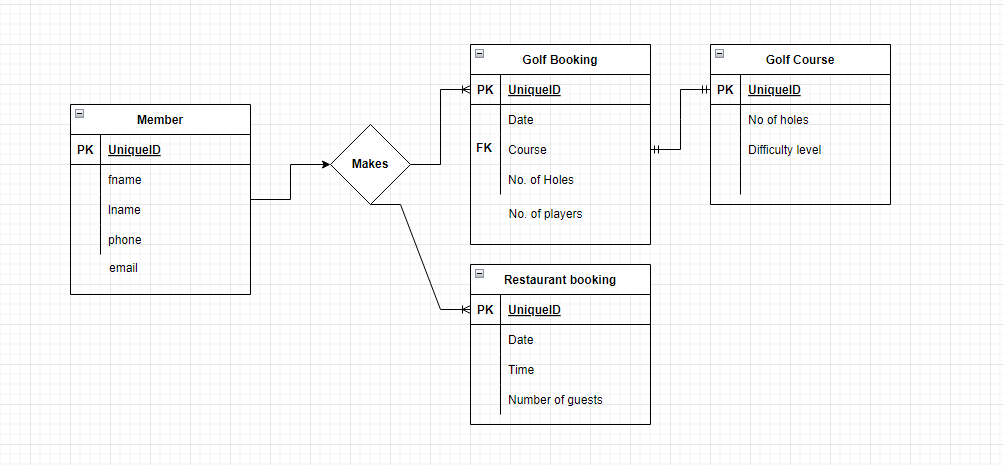 Member
PK UniqueID
fname
lname
phone
email
Makes
Golf Booking
PK UniqueID
Date
FK Course
No. of Holes
No. of players
Golf Course
PK UniqueID
No of holes
Difficulty level
Restaurant booking
PK UniqueID
Date
Time
Number of guests